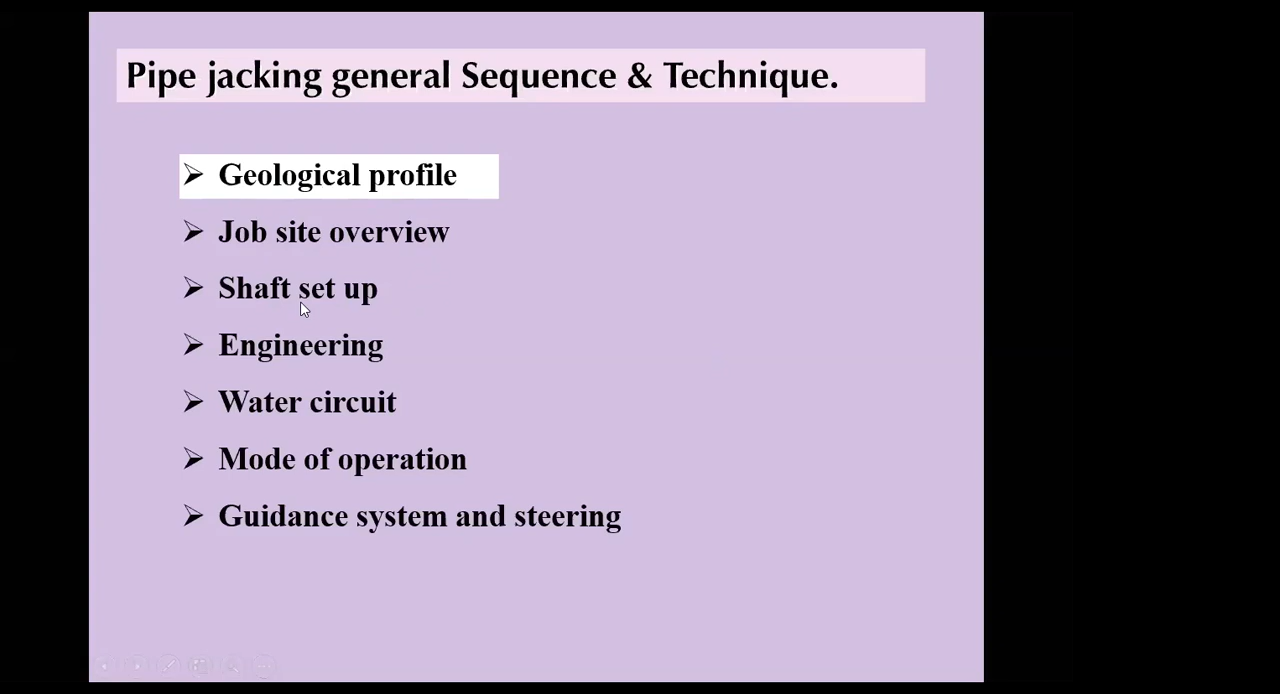 Pipe jacking general Sequence & Technique.
➢ Geological profile
➢ Job site overview
➢ Shaft set up
➢ Engineering
➢ Water circuit
➢ Mode of operation
➢ Guidance system and steering